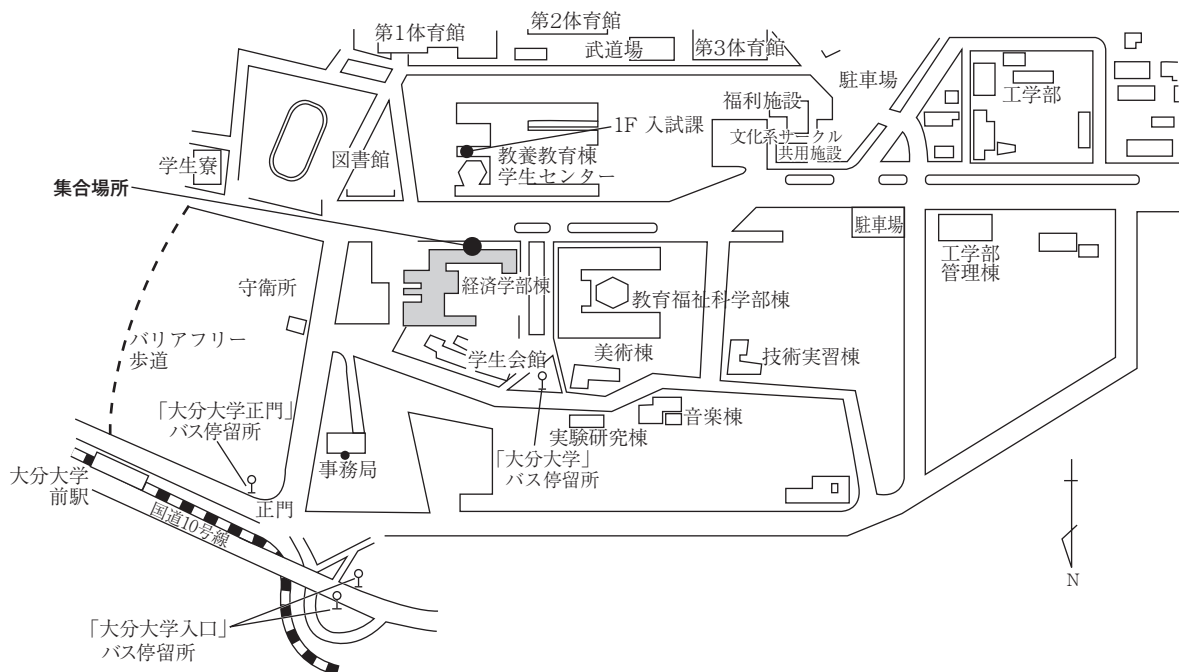 第1体育館
第2体育館
武道場
第3体育館
駐車場
工学部
福利施設
1F 入試課
文化系サークル
共用施設
図書館
教養教育棟
学生センター
学生寮
集合場所
駐車場
工学部
管理棟
守衛所
経済学部棟
教育福祉科学部棟
バリアフリー
歩道
学生会館
美術棟
技術実習棟
「大分大学正門」
バス停留所
音楽棟
実験研究棟
事務局
「大分大学」
バス停留所
大分大学
前駅
正門
国道10号線
N
「大分大学入口」
バス停留所